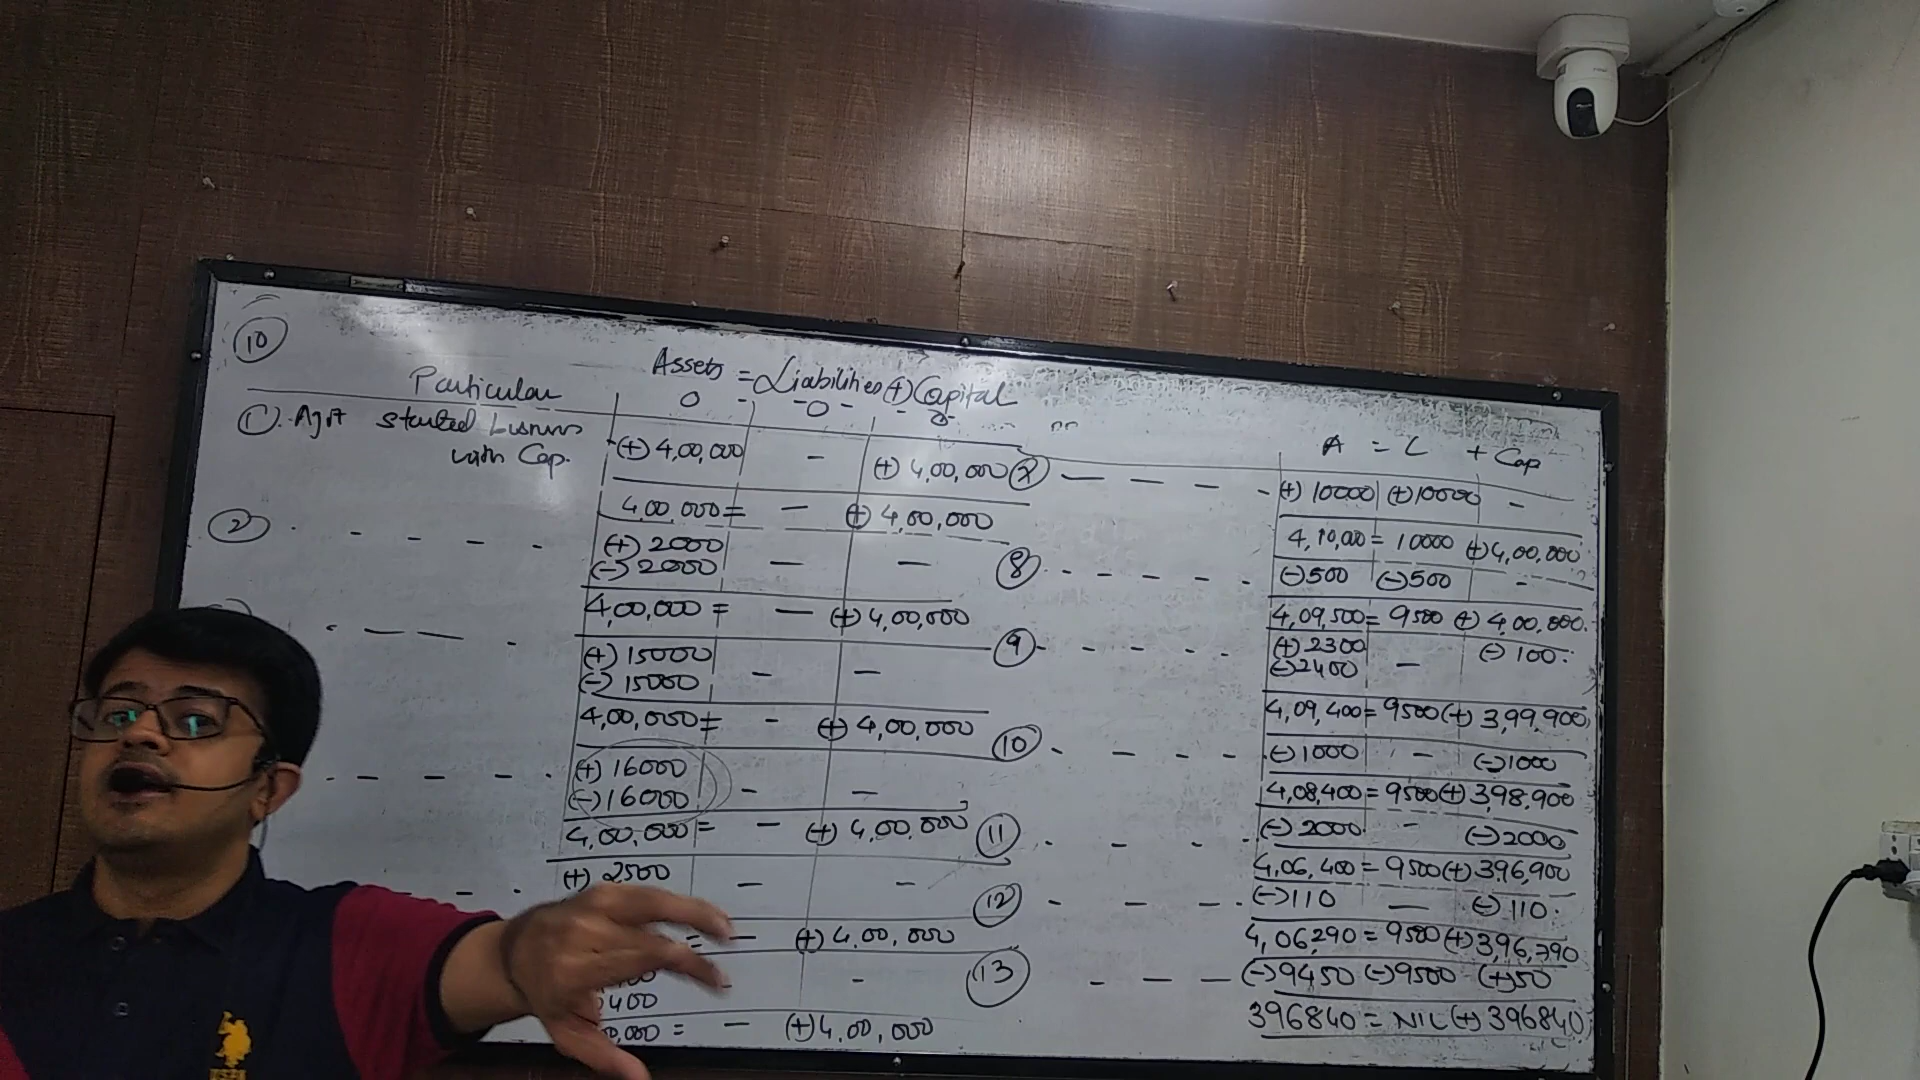 10
Particular Assets = Liabilities (+) Capital
0 - 0 - - 0
1. Ajit started business (+) 4,00,000 - (+) 4,00,000
with Cap.
4,00,000 = - (+) 4,00,000
2 - - - - (+) 2000 - -
(-) 2000
4,00,000 = - (+) 4,00,000
(+) 15000 - -
(-) 15000
4,00,000 = - (+) 4,00,000
(+) 16000 - -
(-) 16000
4,00,000 = - (+) 4,00,000
(+) 2500 - -
= - (+) 4,00,000
400
0,000 = - (+) 4,00,000
A = L + Cap
- - - - (+) 10000 (+) 10000 -
4,10,000 = 10000 (+) 4,00,000
8 - - - - - (-) 500 (-) 500 -
4,09,500 = 9500 (+) 4,00,000.
9 - - - - - (+) 2300 - (-) 100.
(-) 2400
4,09,400 = 9500 (+) 3,99,900
10 - - - - (-) 1000 - (-) 1000
4,08,400 = 9500 (+) 3,98,900
11 - - - - (-) 2000 - (-) 2000
4,06,400 = 9500 (+) 396,900
12 - - - - (-) 110 - (-) 110.
4,06,290 = 9500 (+) 3,96,790
13 - - - (-) 9450 (-) 9500 (+) 50
396840 = NIL (+) 396840